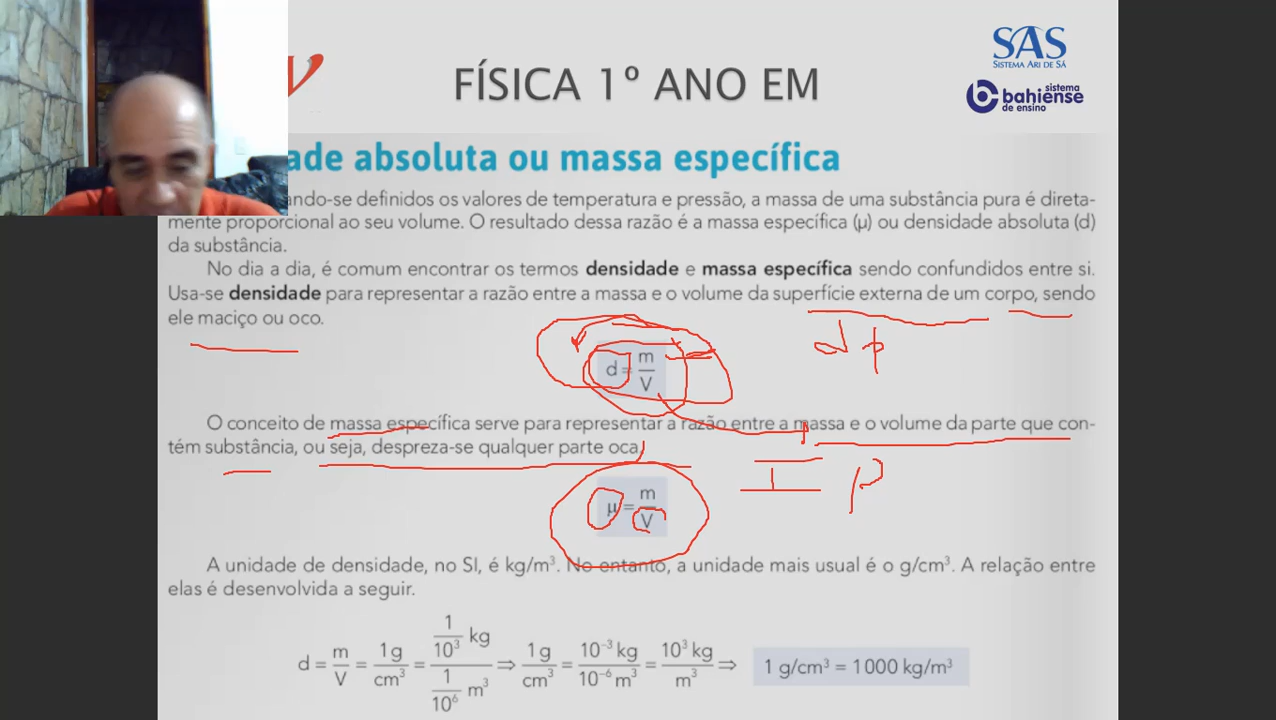 SAS
SISTEMA ARI DE SÁ
FÍSICA 1º ANO EM
sistema
bahiense
de ensino
ade absoluta ou massa específica
ando-se definidos os valores de temperatura e pressão, a massa de uma substância pura é direta-
mente proporcional ao seu volume. O resultado dessa razão é a massa específica (µ) ou densidade absoluta (d)
da substância.
No dia a dia, é comum encontrar os termos densidade e massa específica sendo confundidos entre si.
Usa-se densidade para representar a razão entre a massa e o volume da superfície externa de um corpo, sendo
ele maciço ou oco.
d = m/V
O conceito de massa específica serve para representar a razão entre a massa e o volume da parte que con-
tém substância, ou seja, despreza-se qualquer parte oca.
µ = m/V
A unidade de densidade, no SI, é kg/m³. No entanto, a unidade mais usual é o g/cm³. A relação entre
elas é desenvolvida a seguir.
d = m/V = 1 g/cm³ = 1/10³ kg / 1/10⁶ m³ ⇒ 1 g/cm³ = 10⁻³ kg/10⁻⁶ m³ = 10³ kg/m³ ⇒ 1 g/cm³ = 1 000 kg/m³